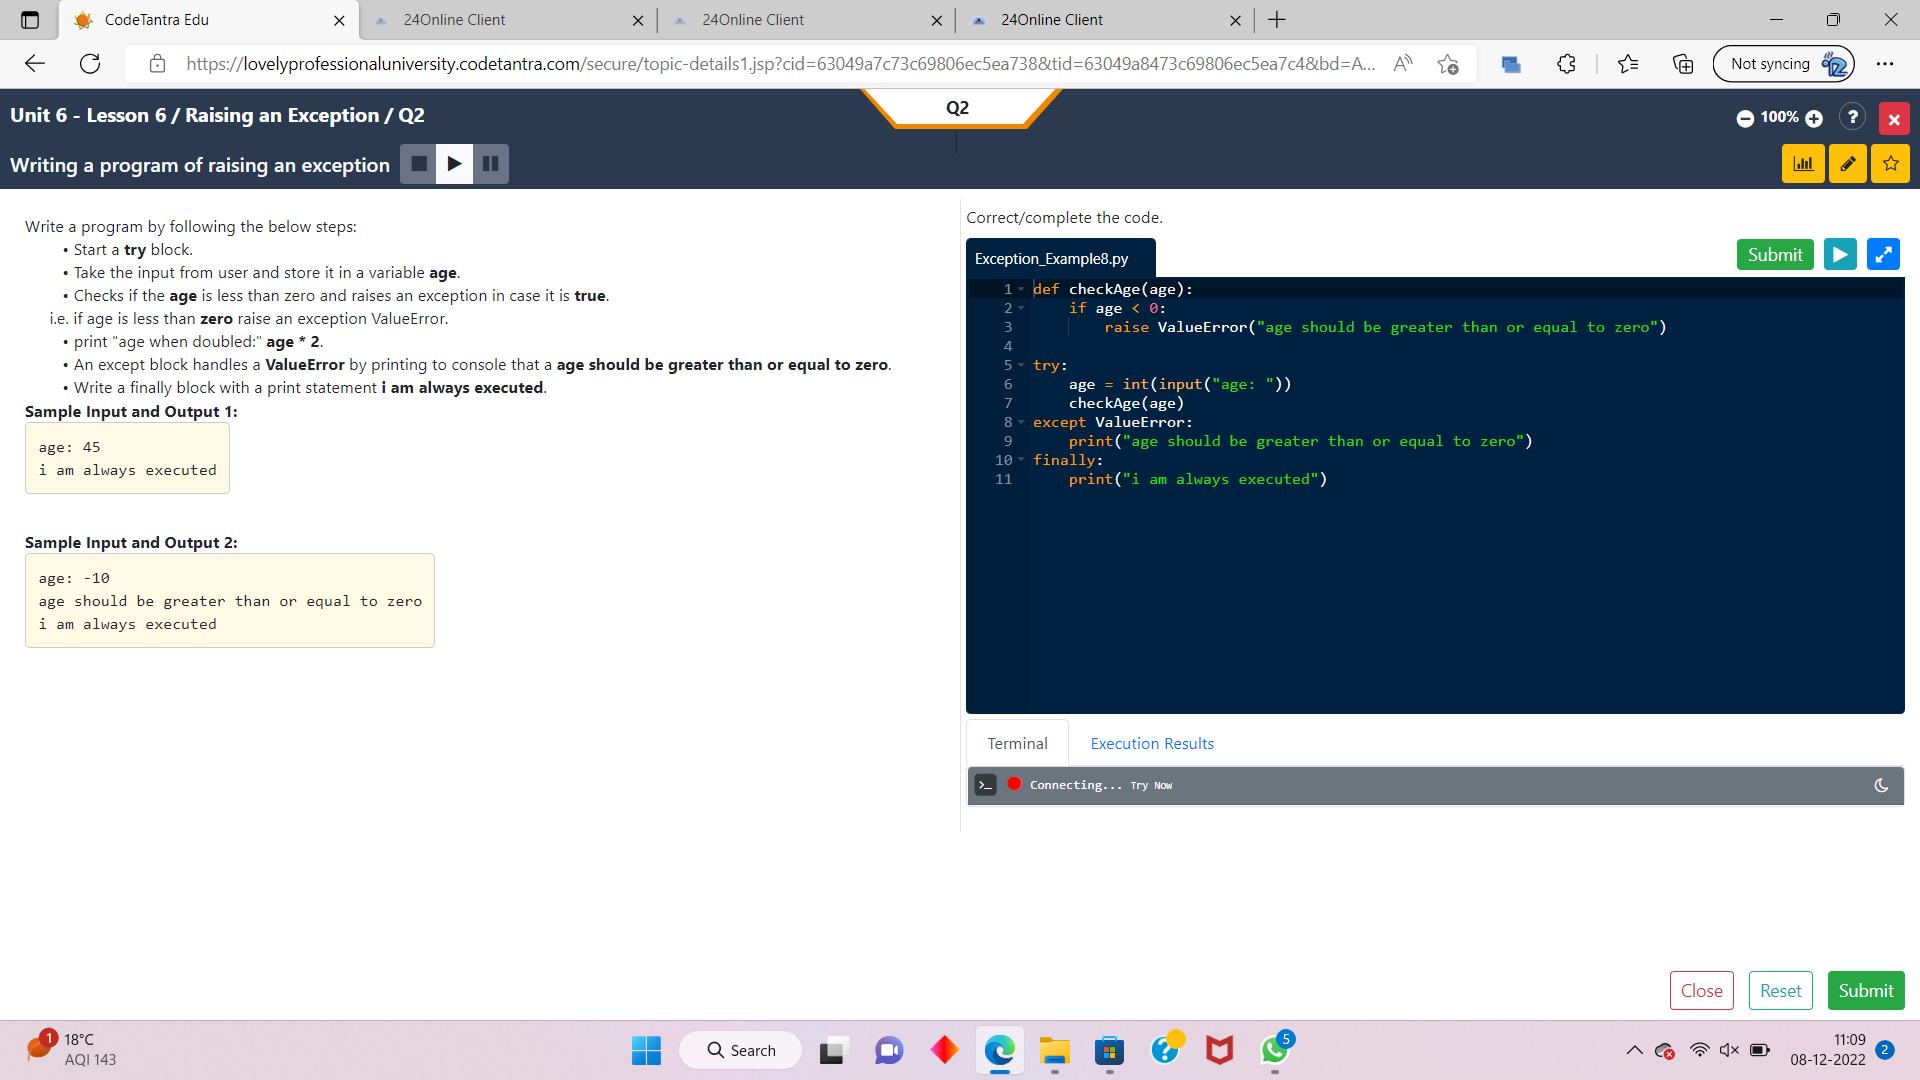 CodeTantra Edu
24Online Client
24Online Client
24Online Client
https://lovelyprofessionaluniversity.codetantra.com/secure/topic-details1.jsp?cid=63049a7c73c69806ec5ea738&tid=63049a8473c69806ec5ea7c4&bd=A...
Not syncing
Unit 6 - Lesson 6 / Raising an Exception / Q2
Q2
100%
?
Writing a program of raising an exception
Write a program by following the below steps:
• Start a try block.
• Take the input from user and store it in a variable age.
• Checks if the age is less than zero and raises an exception in case it is true.
i.e. if age is less than zero raise an exception ValueError.
• print "age when doubled:" age * 2.
• An except block handles a ValueError by printing to console that a age should be greater than or equal to zero.
• Write a finally block with a print statement i am always executed.
Sample Input and Output 1:
age: 45
i am always executed
Sample Input and Output 2:
age: -10
age should be greater than or equal to zero
i am always executed
Correct/complete the code.
Exception_Example8.py
Submit
1 def checkAge(age):
2 if age < 0:
3 raise ValueError("age should be greater than or equal to zero")
4
5 try:
6 age = int(input("age: "))
7 checkAge(age)
8 except ValueError:
9 print("age should be greater than or equal to zero")
10 finally:
11 print("i am always executed")
Terminal
Execution Results
Connecting... Try Now
Close
Reset
Submit
1
18°C
AQI 143
Search
5
11:09
08-12-2022
2